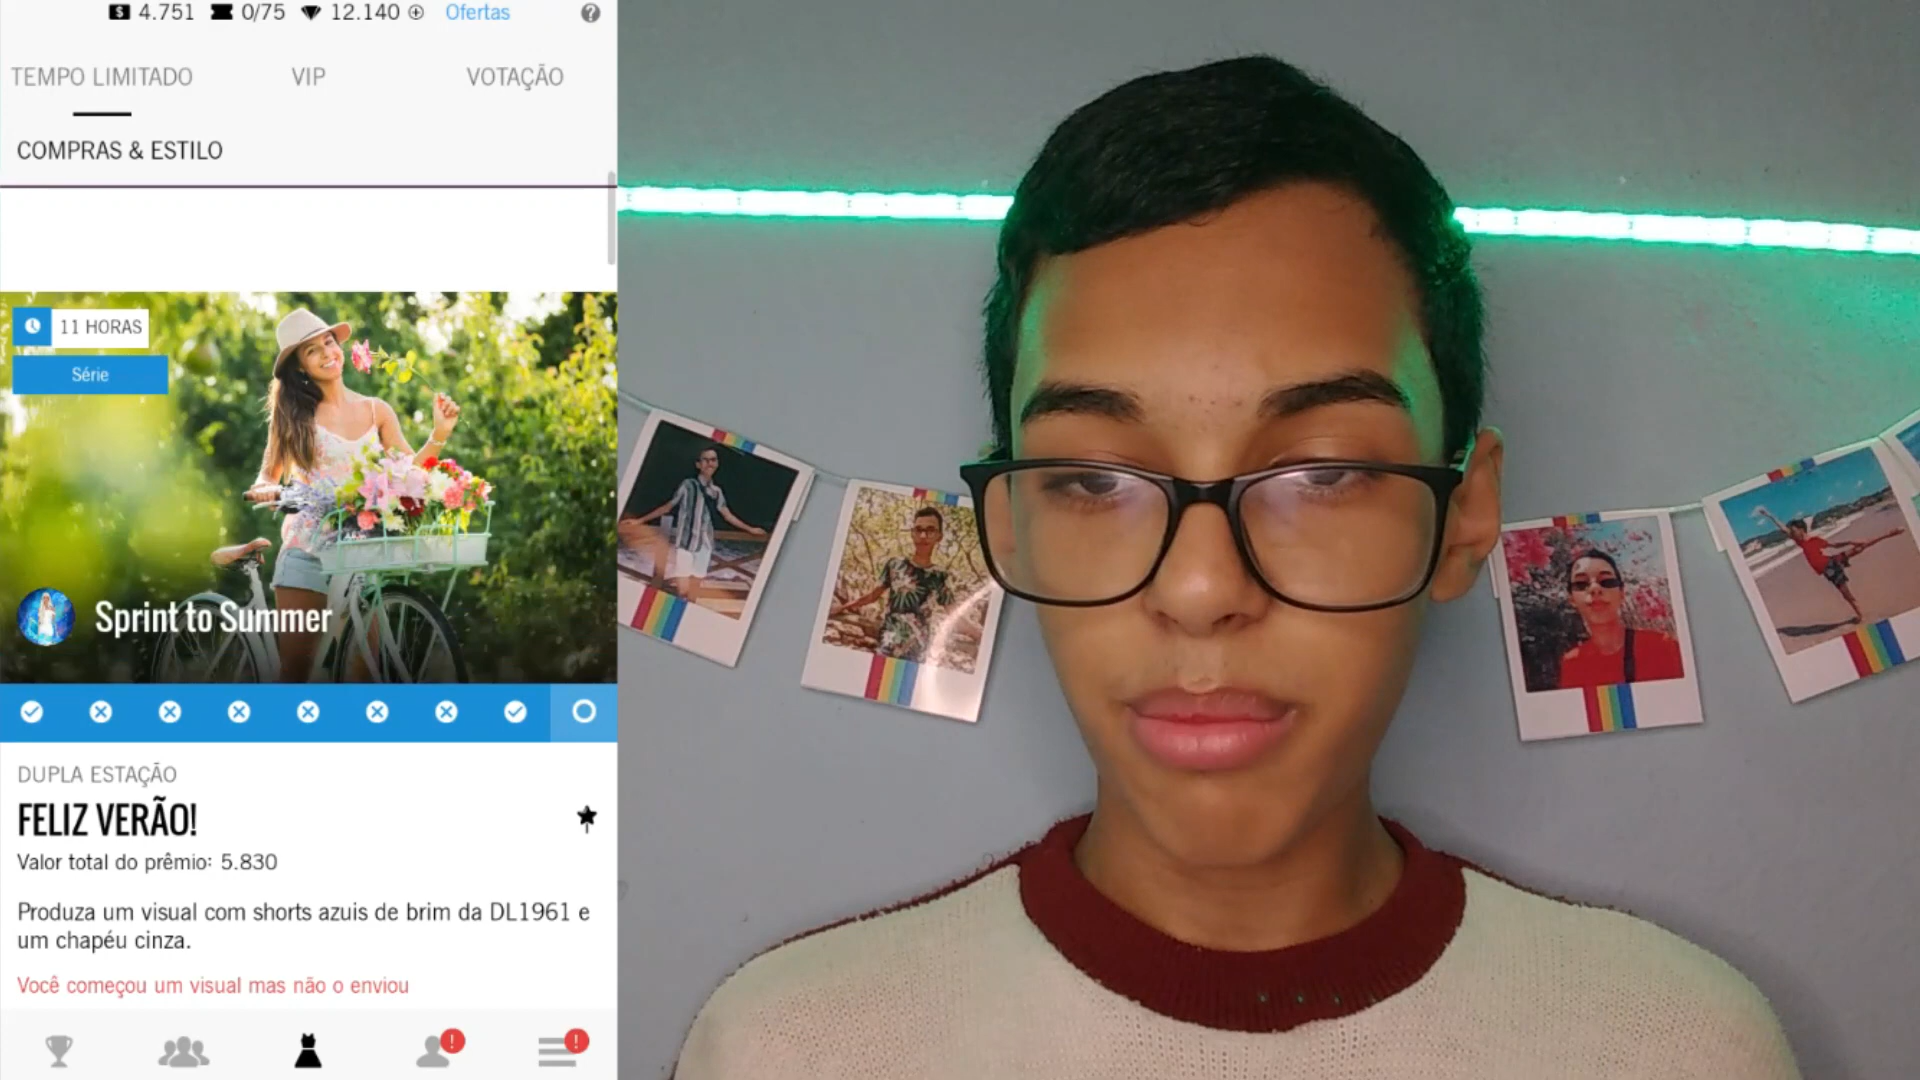 4.751 0/75 12.140 Ofertas ?
TEMPO LIMITADO VIP VOTAÇÃO
COMPRAS & ESTILO
11 HORAS
Série
Sprint to Summer
DUPLA ESTAÇÃO
FELIZ VERÃO!
Valor total do prêmio: 5.830
Produza um visual com shorts azuis de brim da DL1961 e
um chapéu cinza.
Você começou um visual mas não o enviou
! !